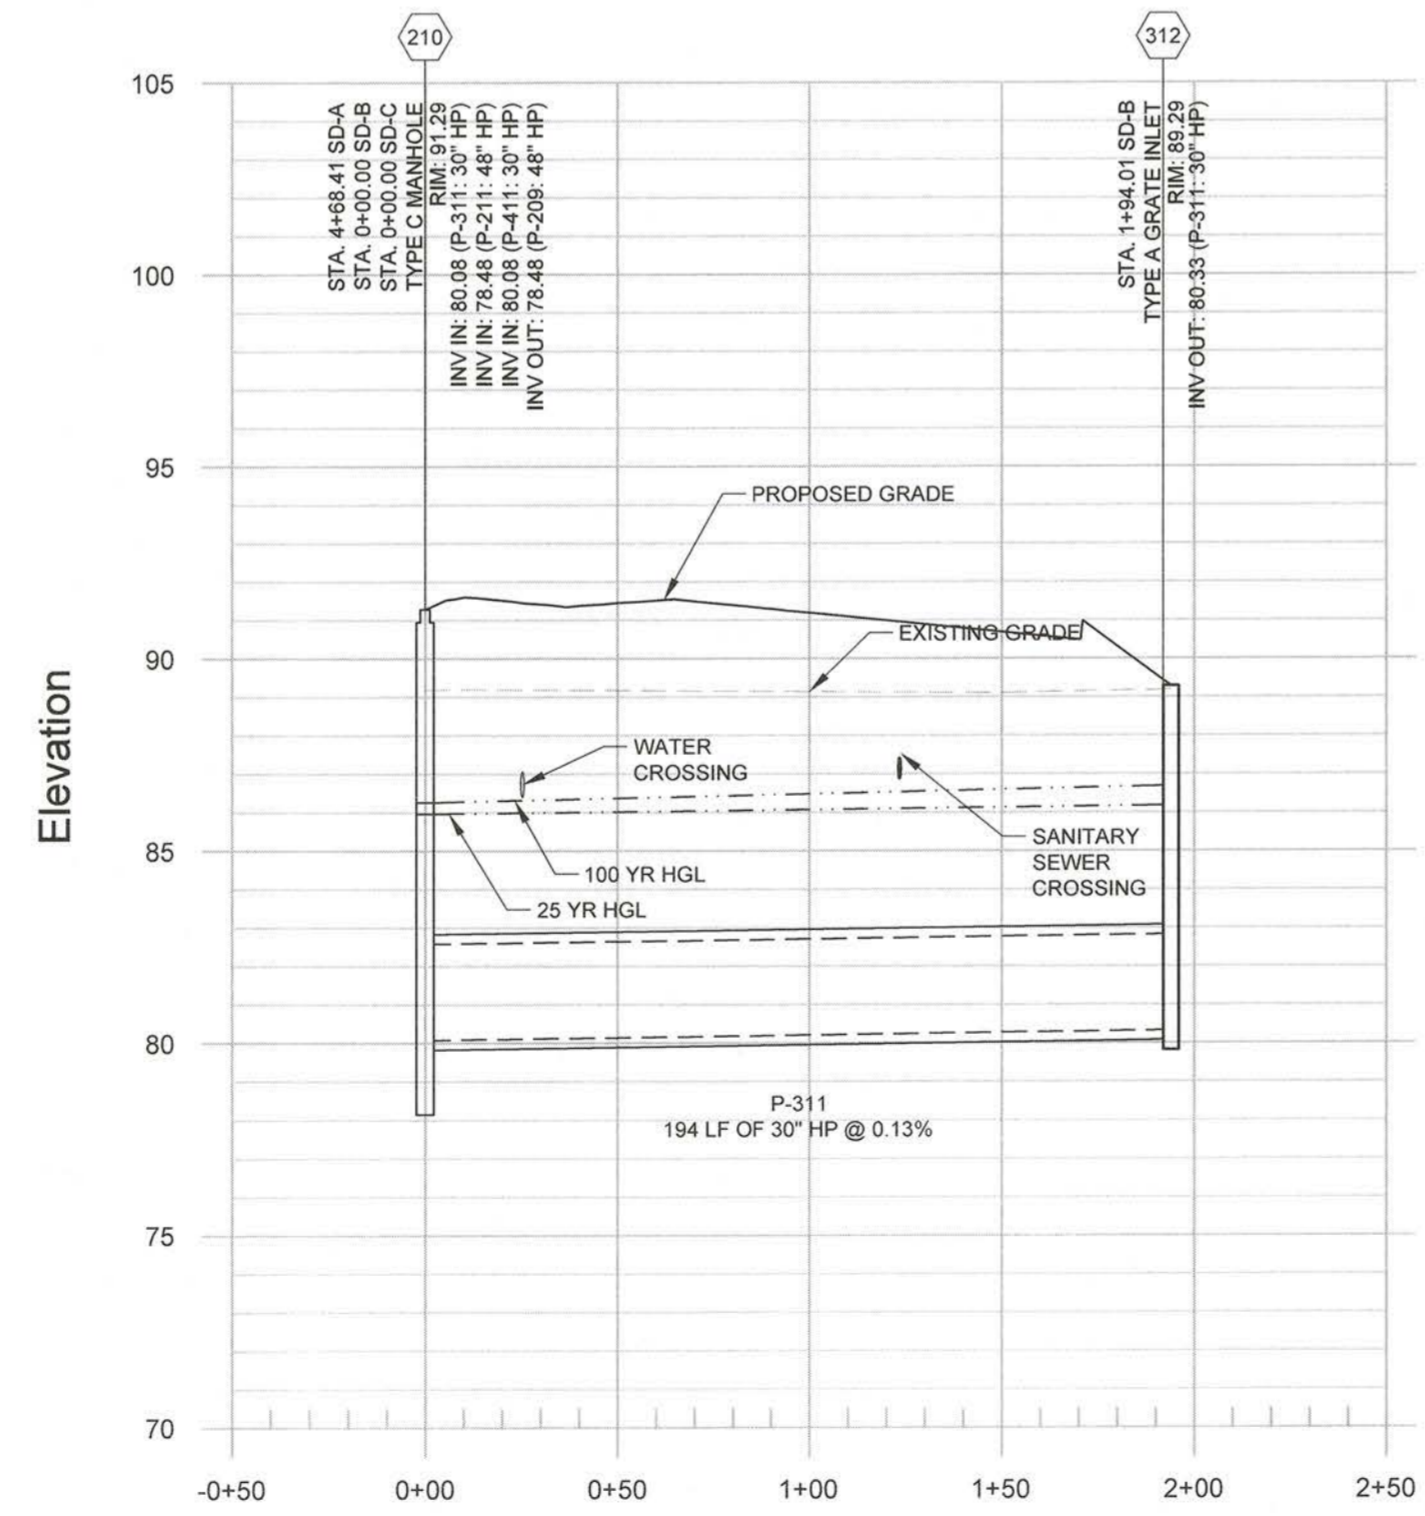 210
312
STA. 4+68.41 SD-A
STA. 0+00.00 SD-B
STA. 0+00.00 SD-C
TYPE C MANHOLE
RIM: 91.29
INV IN: 80.08 (P-311: 30" HP)
INV IN: 78.48 (P-211: 48" HP)
INV IN: 80.08 (P-411: 30" HP)
INV OUT: 78.48 (P-209: 48" HP)
STA. 1+94.01 SD-B
TYPE A GRATE INLET
RIM: 89.29
INV OUT: 80.33 (P-311: 30" HP)
105
100
95
90
85
80
75
70
Elevation
PROPOSED GRADE
EXISTING GRADE
WATER
CROSSING
SANITARY
SEWER
CROSSING
100 YR HGL
25 YR HGL
P-311
194 LF OF 30" HP @ 0.13%
-0+50
0+00
0+50
1+00
1+50
2+00
2+50